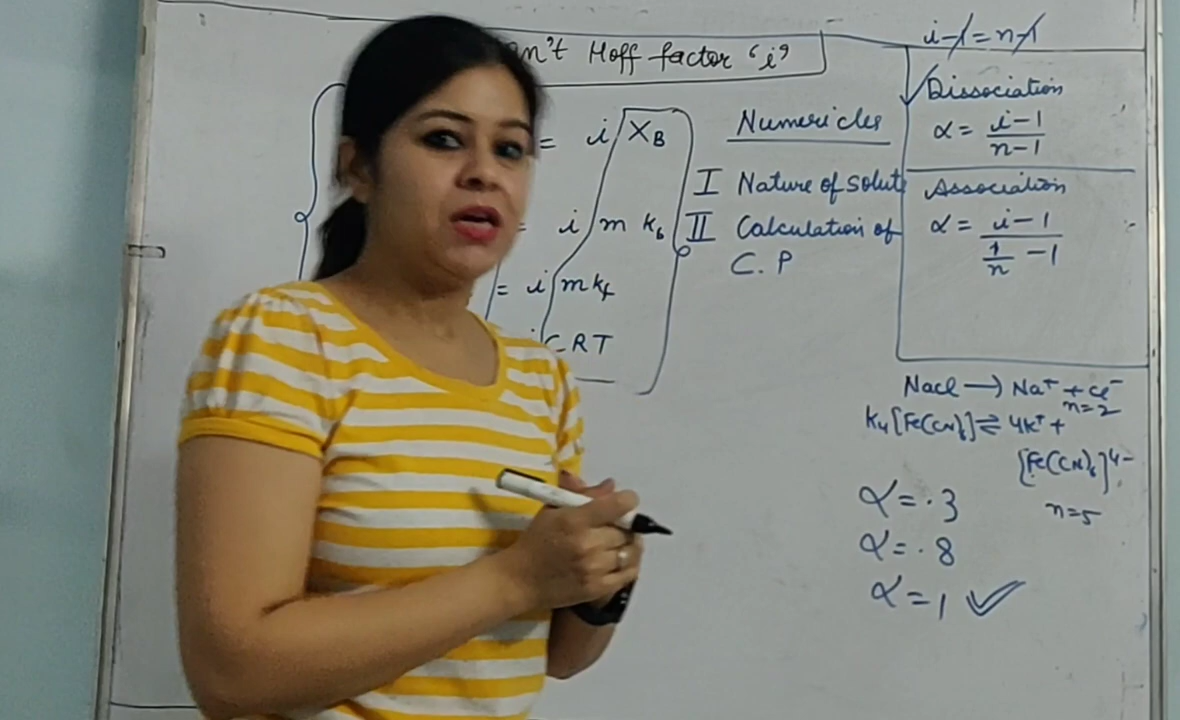 an't Hoff factor 'i'
= i XB
= i m kb
= i m kf
CRT
Numericles
I Nature of solute
II Calculation of
C.P
i-1=n-1
Dissociation
α = i-1
n-1
Association
α = i-1
1/n -1
Nacl → Na+ + Cl-
n=2
K4[Fe(CN)6] ⇌ 4K+ +
[Fe(CN)6]4-
n=5
α = .3
α = .8
α = 1 ✓